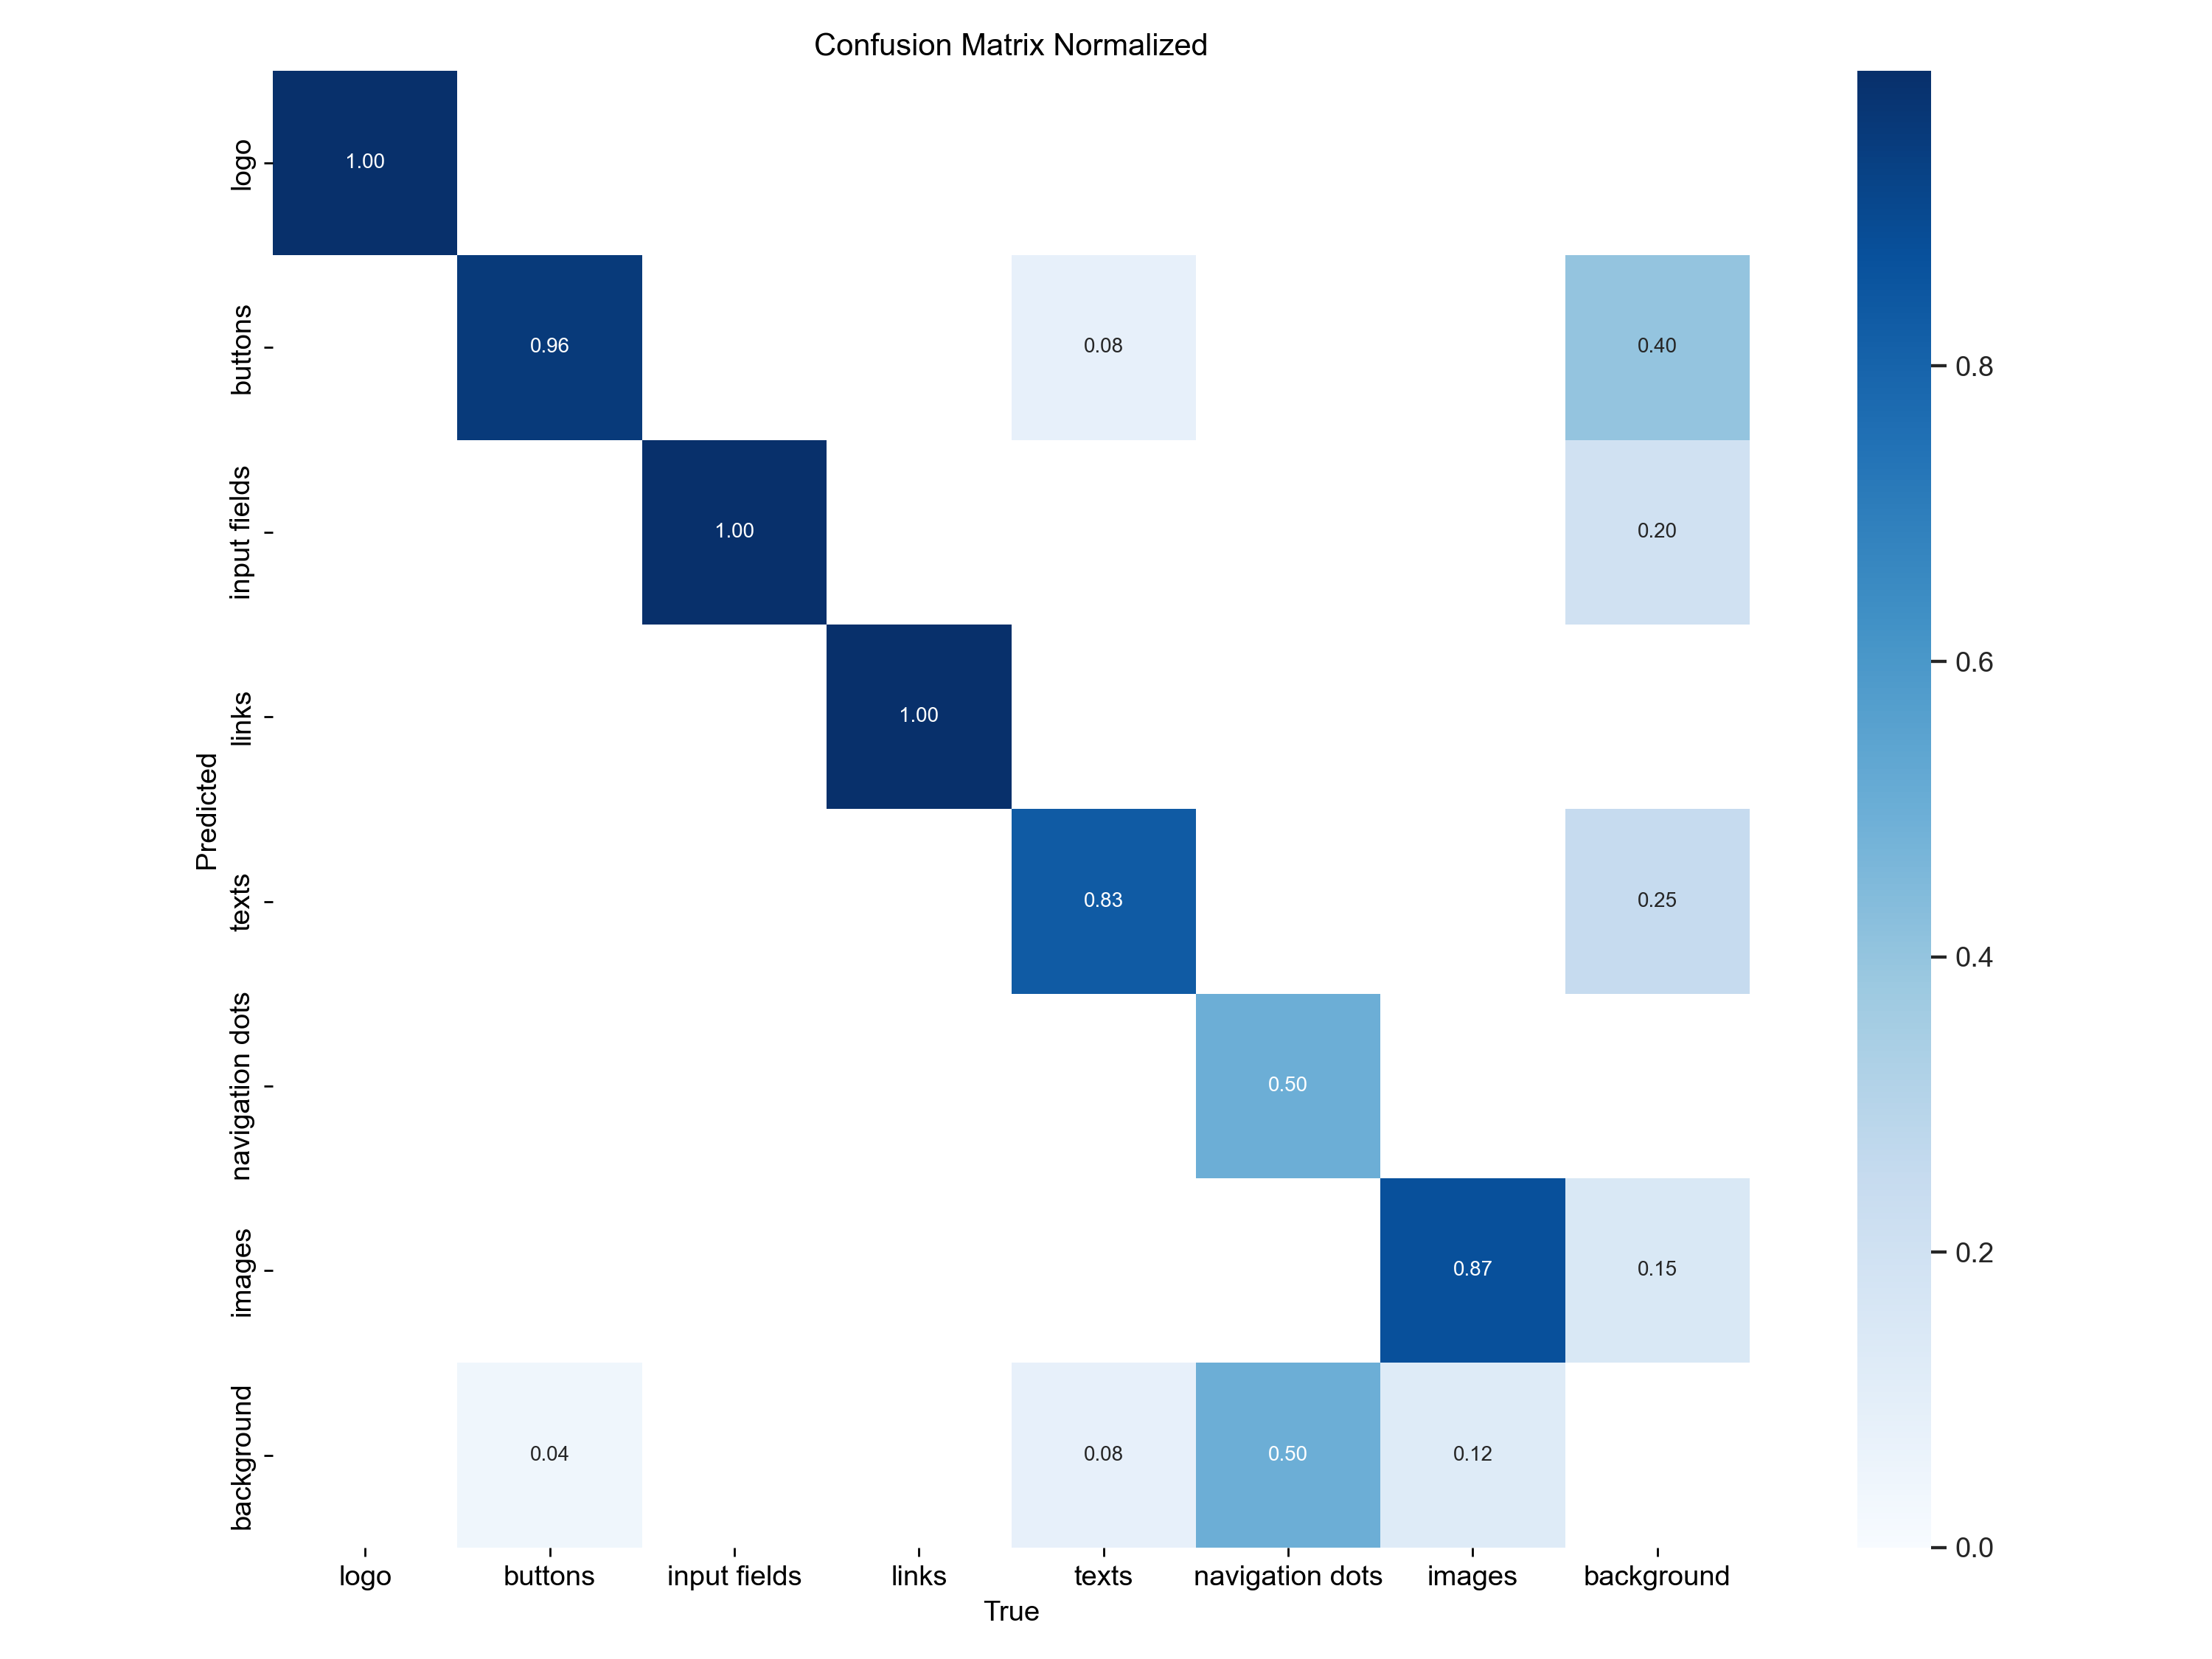 Confusion Matrix Normalized
logo
1.00
buttons
0.96
0.08
0.40
input fields
1.00
0.20
links
1.00
texts
0.83
0.25
navigation dots
0.50
images
0.87
0.15
background
0.04
0.08
0.50
0.12
Predicted
logo
buttons
input fields
links
texts
navigation dots
images
background
True
0.8
0.6
0.4
0.2
0.0